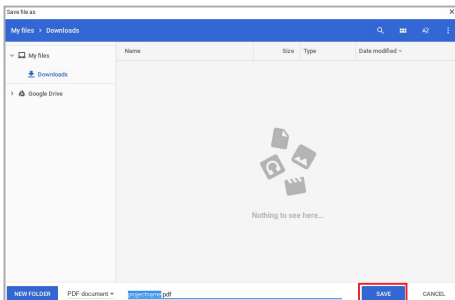 Save file as
My files > Downloads
My files
Downloads
Google Drive
Name Size Type Date modified
Nothing to see here...
NEW FOLDER PDF document projectname.pdf SAVE CANCEL